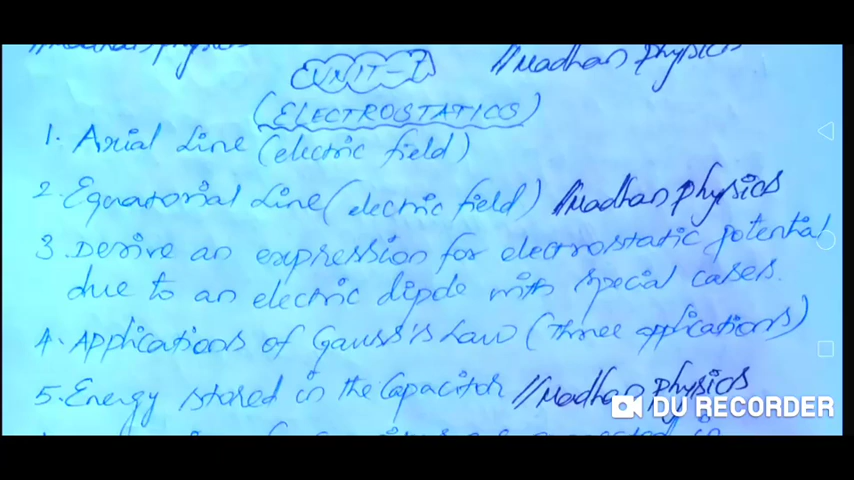 //Madhan physics
UNIT-I
//Madhan physics
(ELECTROSTATICS)
1. Axial Line (electric field)
2. Equatorial Line (electric field) //Madhan physics
3. Derive an expression for electrostatic potential
due to an electric dipole with special cases.
4. Applications of Gauss's Law (Three applications)
5. Energy stored in the Capacitor //Madhan physics
DU RECORDER